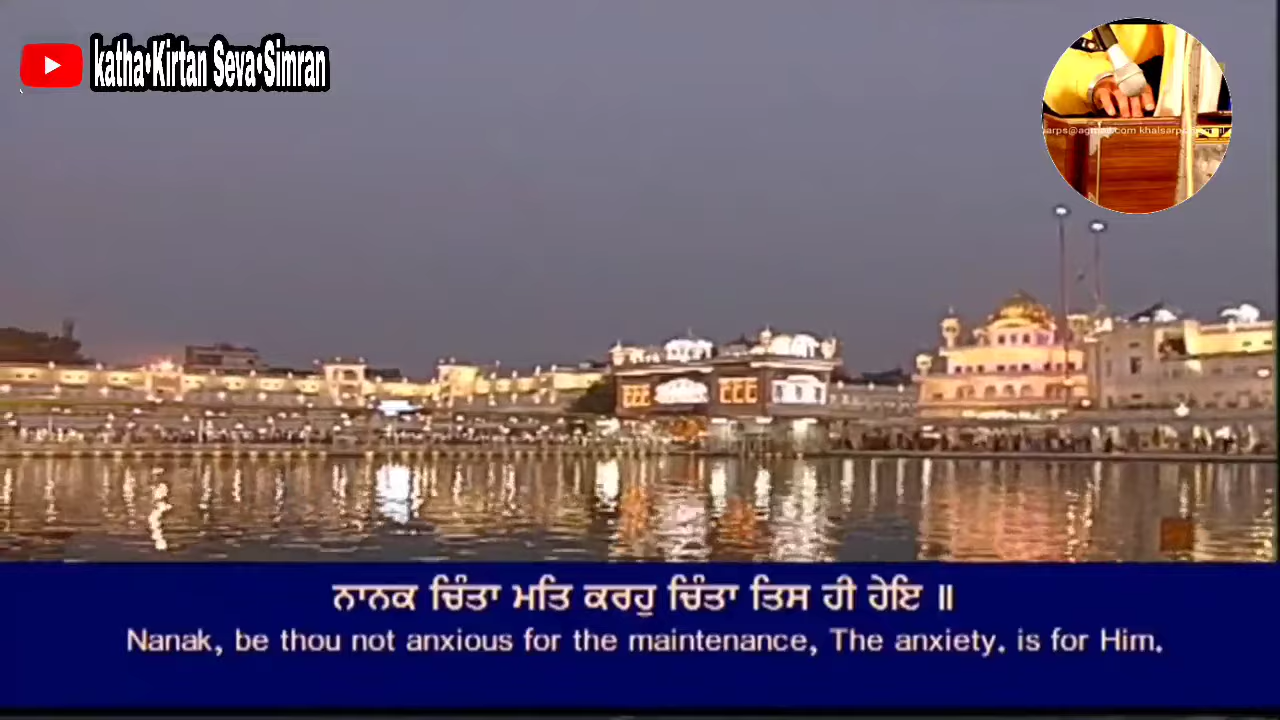 katha•Kirtan Seva•Simran
ਨਾਨਕ ਚਿੰਤਾ ਮਤਿ ਕਰਹੁ ਚਿੰਤਾ ਤਿਸ ਹੀ ਹੇਇ ॥
Nanak, be thou not anxious for the maintenance, The anxiety. is for Him.